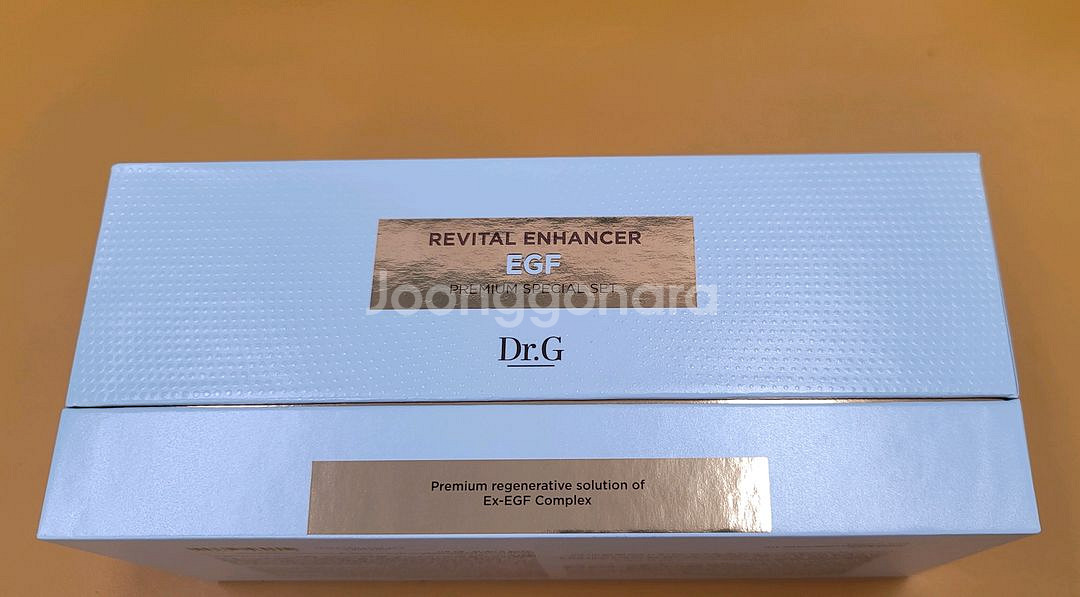 REVITAL ENHANCER
EGF
PREMIUM SPECIAL SET
Joonggonara
Dr.G
Premium regenerative solution of
Ex-EGF Complex